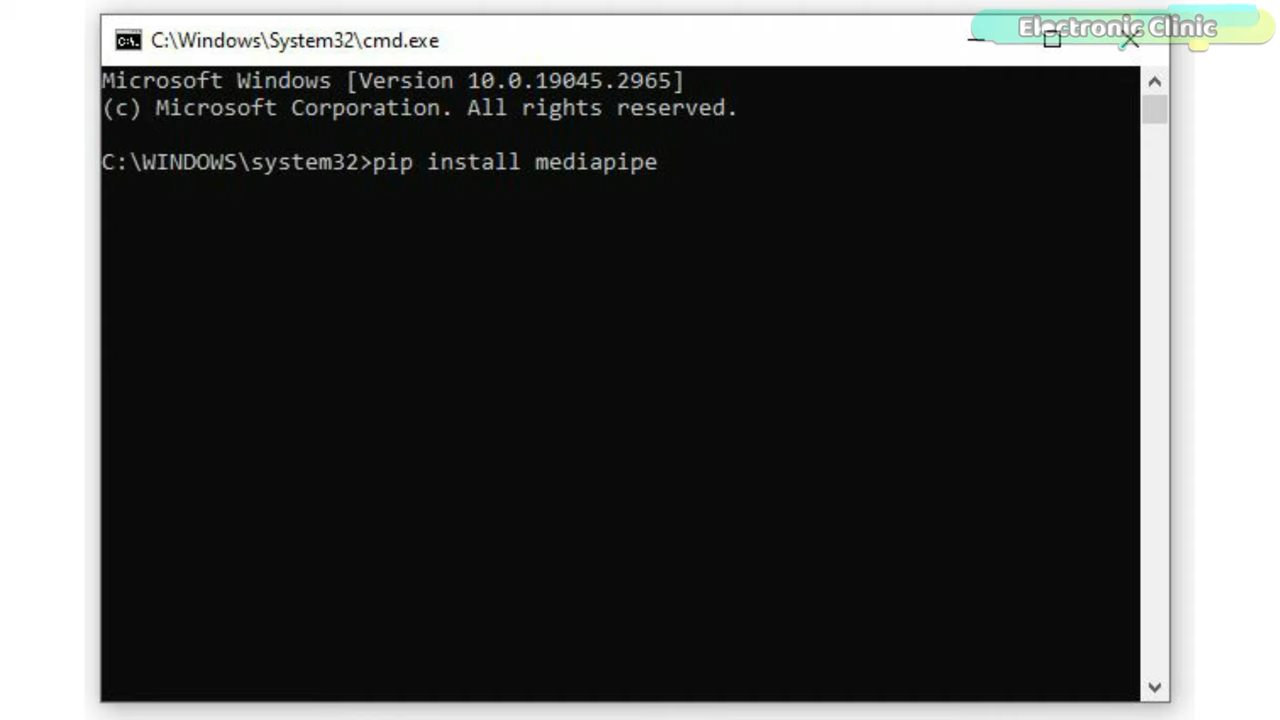 Electronic Clinic
C:\Windows\System32\cmd.exe
Microsoft Windows [Version 10.0.19045.2965]
(c) Microsoft Corporation. All rights reserved.
C:\WINDOWS\system32>pip install mediapipe